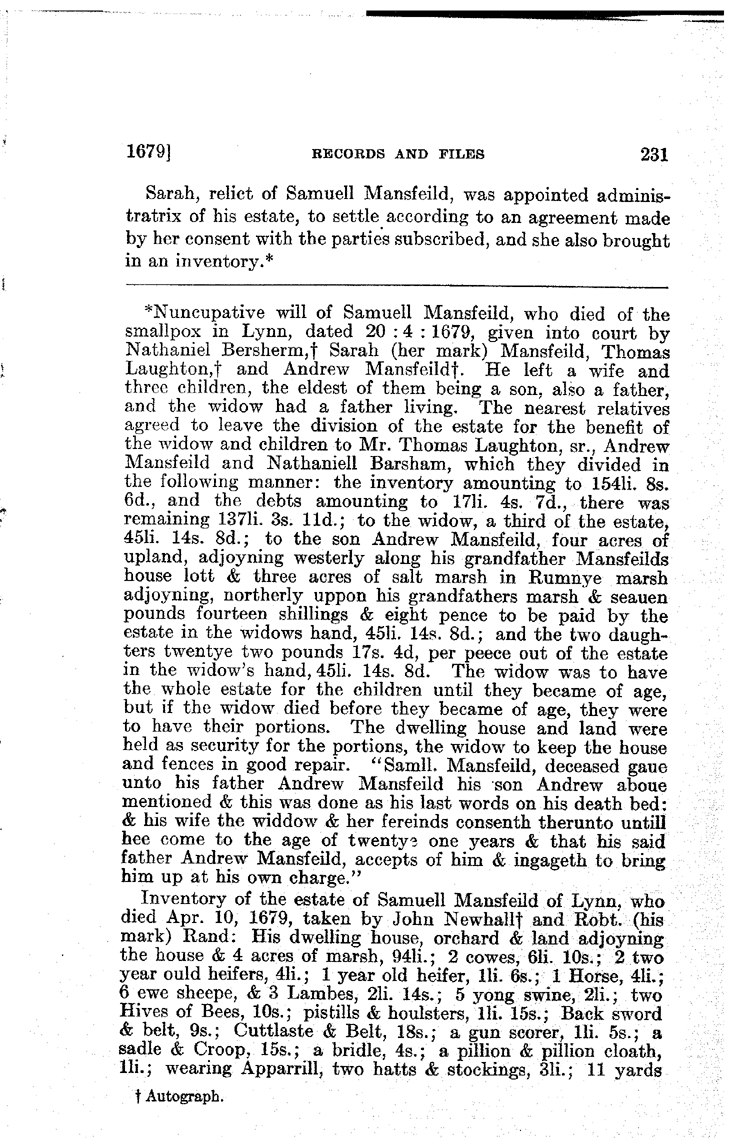 1679] RECORDS AND FILES 231
Sarah, relict of Samuell Mansfeild, was appointed adminis-
tratrix of his estate, to settle according to an agreement made
by her consent with the parties subscribed, and she also brought
in an inventory.*
*Nuncupative will of Samuell Mansfeild, who died of the
smallpox in Lynn, dated 20 : 4 : 1679, given into court by
Nathaniel Bersherm,† Sarah (her mark) Mansfeild, Thomas
Laughton,† and Andrew Mansfeild†. He left a wife and
three children, the eldest of them being a son, also a father,
and the widow had a father living. The nearest relatives
agreed to leave the division of the estate for the benefit of
the widow and children to Mr. Thomas Laughton, sr., Andrew
Mansfeild and Nathaniell Barsham, which they divided in
the following manner: the inventory amounting to 154li. 8s.
6d., and the debts amounting to 17li. 4s. 7d., there was
remaining 137li. 3s. 11d.; to the widow, a third of the estate,
45li. 14s. 8d.; to the son Andrew Mansfeild, four acres of
upland, adjoyning westerly along his grandfather Mansfeilds
house lott & three acres of salt marsh in Rumnye marsh
adjoyning, northerly uppon his grandfathers marsh & seauen
pounds fourteen shillings & eight pence to be paid by the
estate in the widows hand, 45li. 14s. 8d.; and the two daugh-
ters twentye two pounds 17s. 4d, per peece out of the estate
in the widow's hand, 45li. 14s. 8d. The widow was to have
the whole estate for the children until they became of age,
but if the widow died before they became of age, they were
to have their portions. The dwelling house and land were
held as security for the portions, the widow to keep the house
and fences in good repair. "Samll. Mansfeild, deceased gaue
unto his father Andrew Mansfeild his son Andrew aboue
mentioned & this was done as his last words on his death bed:
& his wife the widdow & her fereinds consenth therunto untill
hee come to the age of twentye one years & that his said
father Andrew Mansfeild, accepts of him & ingageth to bring
him up at his own charge."
Inventory of the estate of Samuell Mansfeild of Lynn, who
died Apr. 10, 1679, taken by John Newhall† and Robt. (his
mark) Rand: His dwelling house, orchard & land adjoyning
the house & 4 acres of marsh, 94li.; 2 cowes, 6li. 10s.; 2 two
year ould heifers, 4li.; 1 year old heifer, 1li. 6s.; 1 Horse, 4li.;
6 ewe sheepe, & 3 Lambes, 2li. 14s.; 5 yong swine, 2li.; two
Hives of Bees, 10s.; pistills & houlsters, 1li. 15s.; Back sword
& belt, 9s.; Cuttlaste & Belt, 18s.; a gun scorer, 1li. 5s.; a
sadle & Croop, 15s.; a bridle, 4s.; a pillion & pillion cloath,
1li.; wearing Apparrill, two hatts & stockings, 3li.; 11 yards
† Autograph.